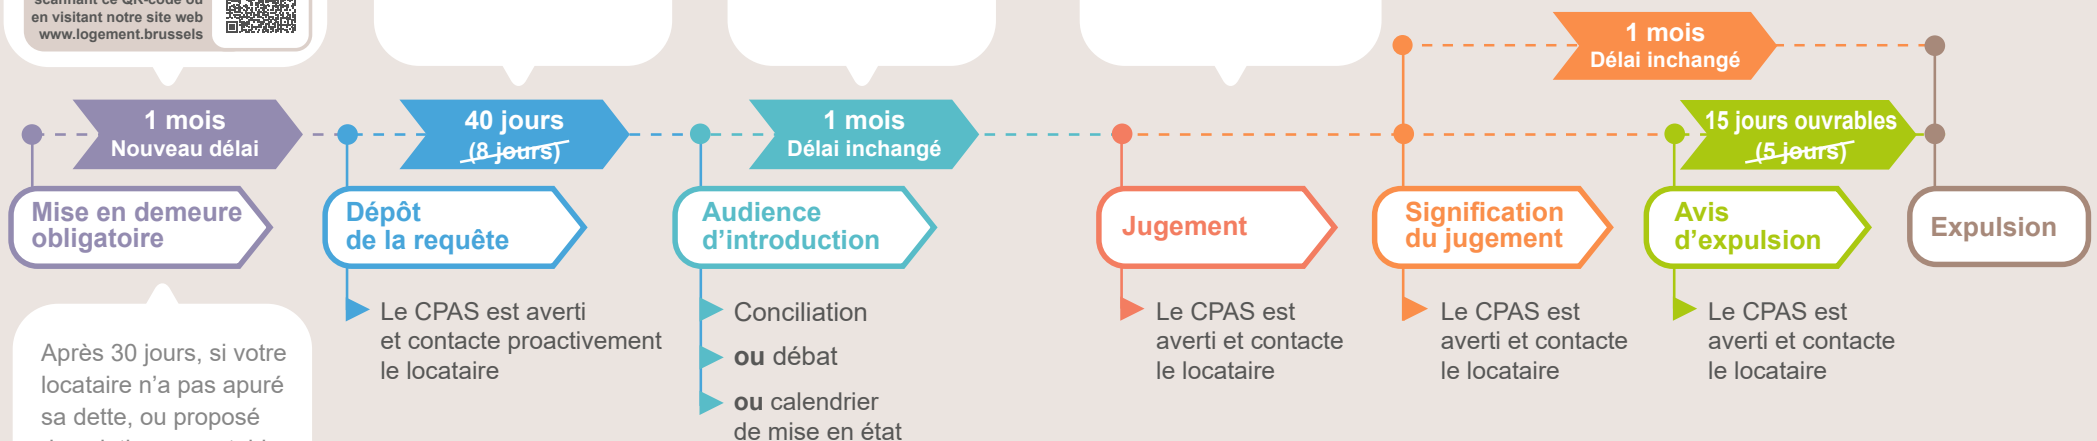 scannant ce QR-code ou
en visitant notre site web
www.logement.brussels
1 mois
Délai inchangé
1 mois
Nouveau délai
40 jours
(8 jours)
1 mois
Délai inchangé
15 jours ouvrables
(5 jours)
Mise en demeure
obligatoire
Dépôt
de la requête
Audience
d'introduction
Jugement
Signification
du jugement
Avis
d'expulsion
Expulsion
Après 30 jours, si votre
locataire n'a pas apuré
sa dette, ou proposé
Le CPAS est averti
et contacte proactivement
le locataire
Conciliation
ou débat
ou calendrier
de mise en état
Le CPAS est
averti et contacte
le locataire
Le CPAS est
averti et contacte
le locataire
Le CPAS est
averti et contacte
le locataire